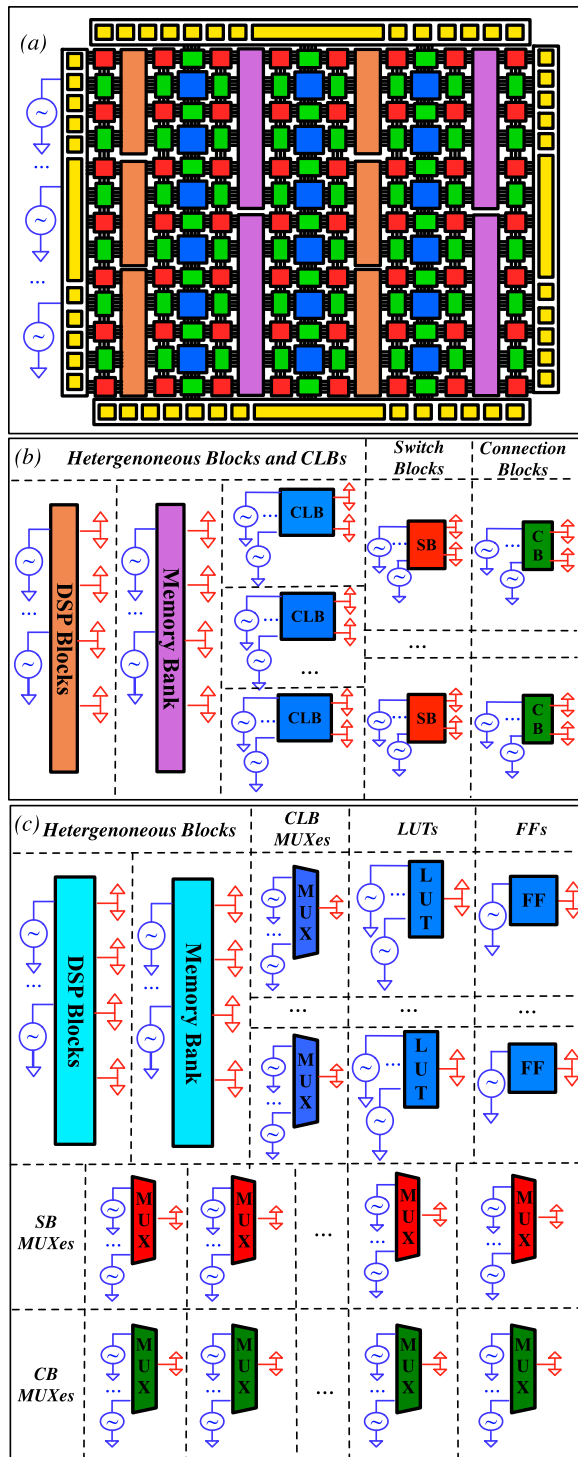 (a)
...
...
(b)
Hetergenoneous Blocks and CLBs
Switch
Blocks
Connection
Blocks
DSP Blocks
...
Memory Bank
...
CLB
...
CLB
...
...
CLB
...
SB
...
...
SB
...
C
B
...
...
C
B
...
(c)
Hetergenoneous Blocks
CLB
MUXes
LUTs
FFs
DSP Blocks
...
Memory Bank
...
MUX
...
LUT
...
FF
...
...
...
MUX
...
LUT
...
FF
SB
MUXes
MUX
...
MUX
...
...
MUX
...
MUX
...
CB
MUXes
MUX
...
MUX
...
...
MUX
...
MUX
...